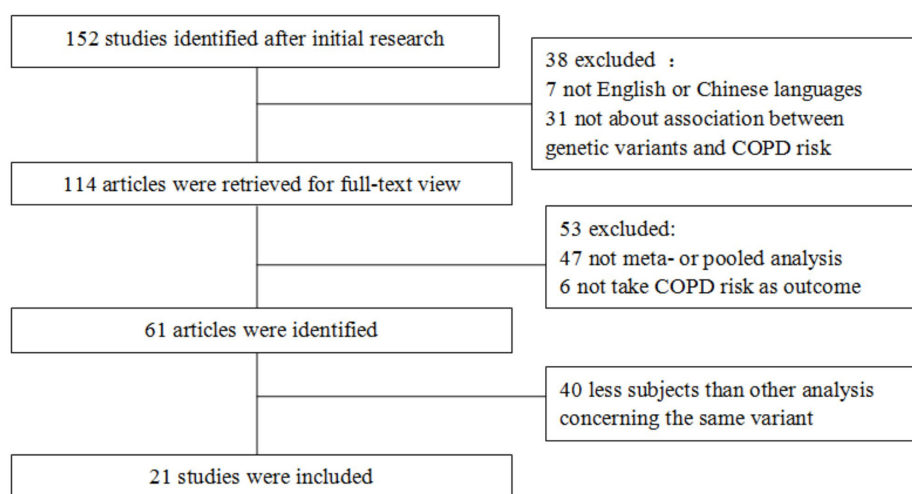 152 studies identified after initial research
38 excluded ：
7 not English or Chinese languages
31 not about association between
genetic variants and COPD risk
114 articles were retrieved for full-text view
53 excluded:
47 not meta- or pooled analysis
6 not take COPD risk as outcome
61 articles were identified
40 less subjects than other analysis
concerning the same variant
21 studies were included